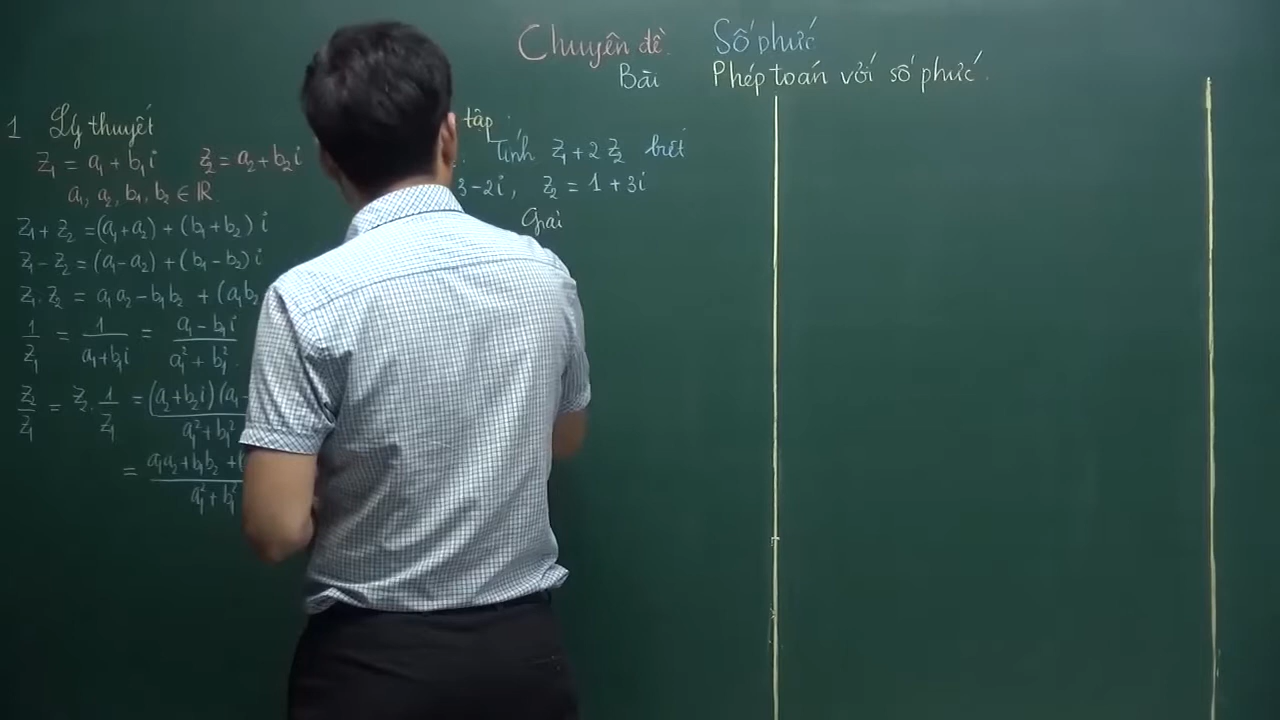 Chuyên đề Số phức
Bài Phép toán với số phức
1 Lý thuyết
z₁ = a₁ + b₁i z₂ = a₂ + b₂i
a₁, a₂, b₁, b₂ ∈ ℝ
z₁ + z₂ = (a₁ + a₂) + (b₁ + b₂) i
z₁ - z₂ = (a₁ - a₂) + (b₁ - b₂) i
z₁. z₂ = a₁a₂ - b₁b₂ + (a₁b₂
1/z₁ = 1/(a₁ + b₁i) = (a₁ - b₁i)/(a₁² + b₁²)
z₂/z₁ = z₂. 1/z₁ = (a₂ + b₂i)(a₁ - / a₁² + b₁²
= a₁a₂ + b₁b₂ + / a₁² + b₁²
tập
Tính z₁ + 2 z₂ biết
3 - 2i, z₂ = 1 + 3i
Giải